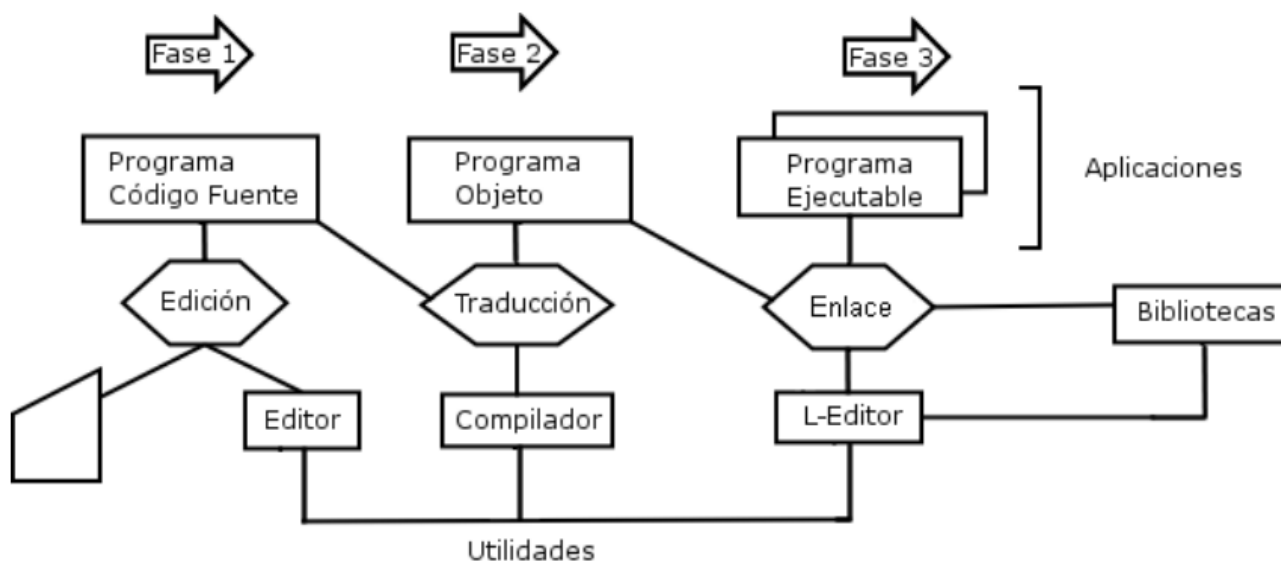 Fase 1
Fase 2
Fase 3
Programa
Código Fuente
Programa
Objeto
Programa
Ejecutable
Aplicaciones
Edición
Traducción
Enlace
Bibliotecas
Editor
Compilador
L-Editor
Utilidades